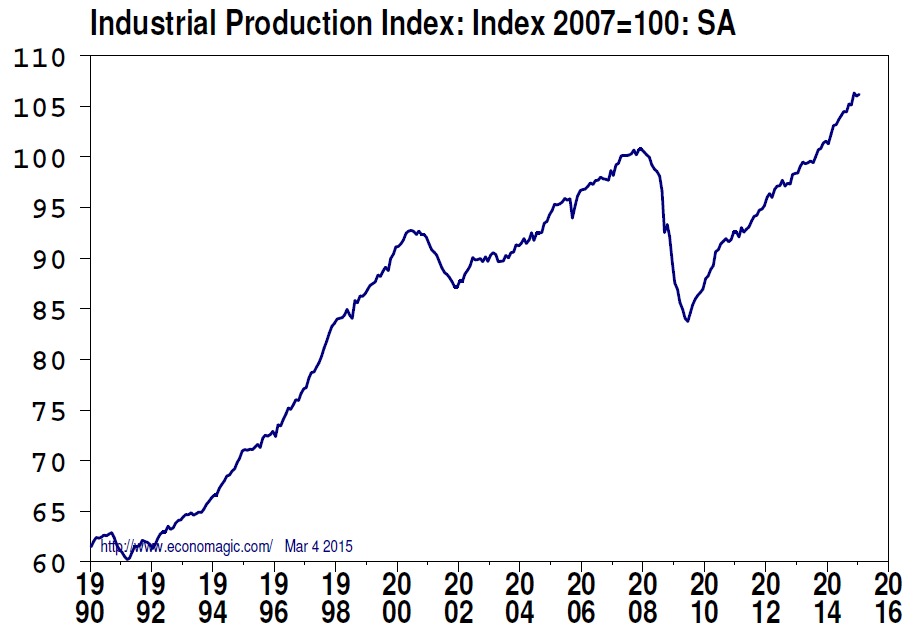 Industrial Production Index: Index 2007=100: SA
110
105
100
95
90
85
80
75
70
65
60
http://www.economagic.com/ Mar 4 2015
19 19 19 19 19 20 20 20 20 20 20 20 20 20
90 92 94 96 98 00 02 04 06 08 10 12 14 16